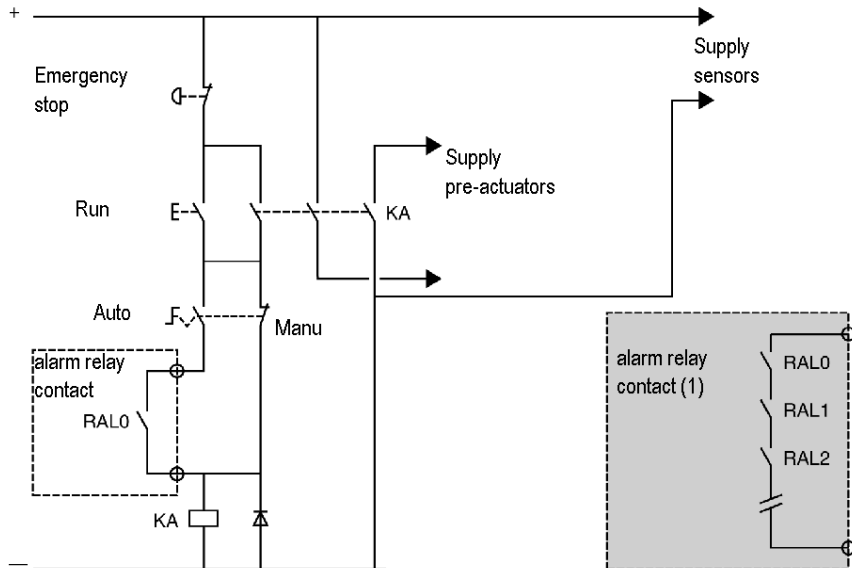 +
Supply
sensors
Emergency
stop
Supply
pre-actuators
Run
KA
Auto
Manu
alarm relay
contact
RAL0
alarm relay
contact (1)
RAL0
RAL1
RAL2
KA
—